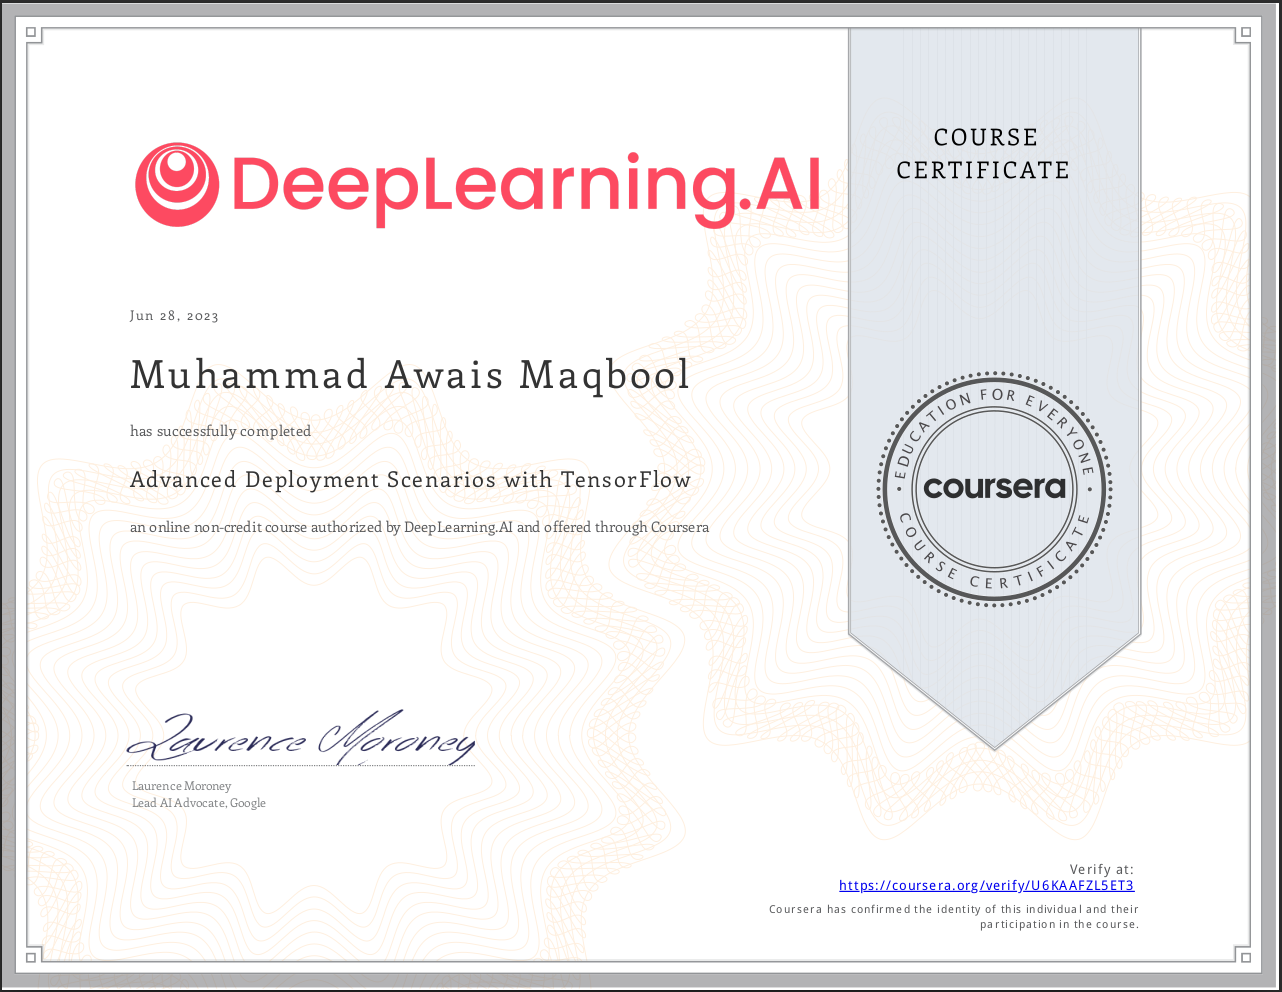 DeepLearning.AI
COURSE
CERTIFICATE
Jun 28, 2023
Muhammad Awais Maqbool
has successfully completed
Advanced Deployment Scenarios with TensorFlow
an online non-credit course authorized by DeepLearning.AI and offered through Coursera
EDUCATION FOR EVERYONE
coursera
COURSE CERTIFICATE
Laurence Moroney
Laurence Moroney
Lead AI Advocate, Google
Verify at:
https://coursera.org/verify/U6KAAFZL5ET3
Coursera has confirmed the identity of this individual and their
participation in the course.